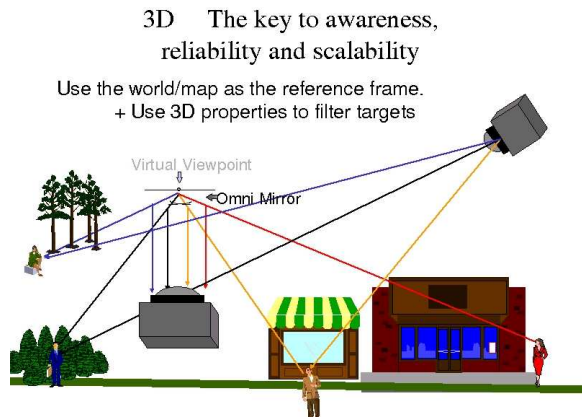 3D The key to awareness,
reliability and scalability
Use the world/map as the reference frame.
+ Use 3D properties to filter targets
Virtual Viewpoint
Omni Mirror